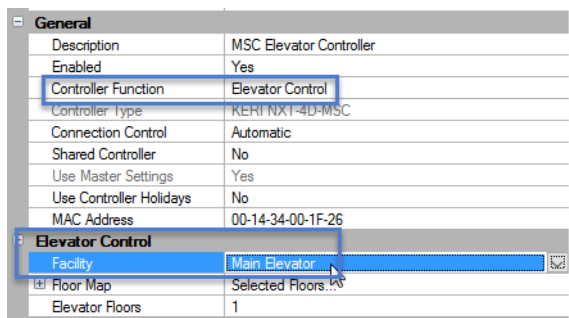 General
Description MSC Elevator Controller
Enabled Yes
Controller Function Elevator Control
Controller Type KERI NXT-4D-MSC
Connection Control Automatic
Shared Controller No
Use Master Settings Yes
Use Controller Holidays No
MAC Address 00-14-34-00-1F-26
Elevator Control
Facility Main Elevator
Floor Map Selected Floors...
Elevator Floors 1